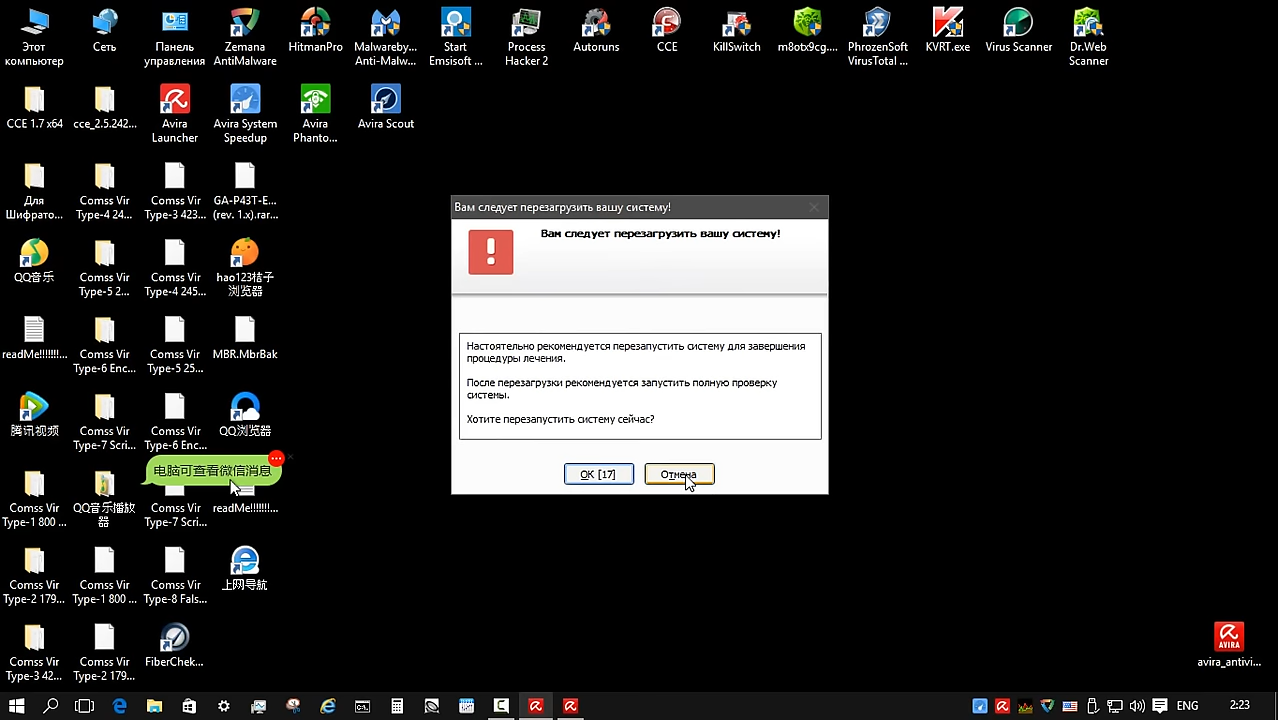 Этот
компьютер
Сеть
Панель
управления
Zemana
AntiMalware
HitmanPro
Malwareby...
Anti-Malw...
Start
Emsisoft ...
Process
Hacker 2
Autoruns
CCE
KillSwitch
m8otx9cg....
PhrozenSoft
VirusTotal ...
KVRT.exe
Virus Scanner
Dr.Web
Scanner
CCE 1.7 x64
cce_2.5.242...
Avira
Launcher
Avira System
Speedup
Avira
Phanto...
Avira Scout
Для
Шифрато...
Comss Vir
Type-4 24...
Comss Vir
Type-3 423...
GA-P43T-E...
(rev. 1.x).rar...
QQ音乐
Comss Vir
Type-5 2...
Comss Vir
Type-4 245...
hao123桔子
浏览器
readMe!!!!!!!...
Comss Vir
Type-6 Enc...
Comss Vir
Type-5 25...
MBR.MbrBak
腾讯视频
Comss Vir
Type-7 Scri...
Comss Vir
Type-6 Enc...
QQ浏览器
电脑可查看微信消息
Comss Vir
Type-1 800 ...
QQ音乐播放
器
Comss Vir
Type-7 Scri...
readMe!!!!!!!...
Comss Vir
Type-2 179...
Comss Vir
Type-1 800 ...
Comss Vir
Type-8 Fals...
上网导航
Comss Vir
Type-3 42...
Comss Vir
Type-2 179...
FiberChek...
Вам следует перезагрузить вашу систему!
Вам следует перезагрузить вашу систему!
Настоятельно рекомендуется перезапустить систему для завершения
процедуры лечения.
После перезагрузки рекомендуется запустить полную проверку
системы.
Хотите перезапустить систему сейчас?
OK [17]
Отмена
AVIRA
avira_antivi...
ENG
2:23